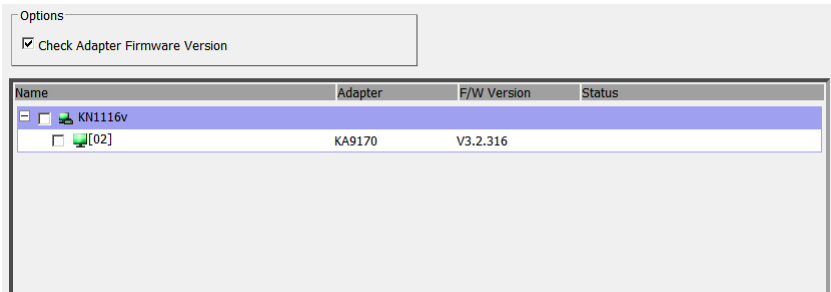 Options
Check Adapter Firmware Version
Name Adapter F/W Version Status
KN1116v
[02] KA9170 V3.2.316